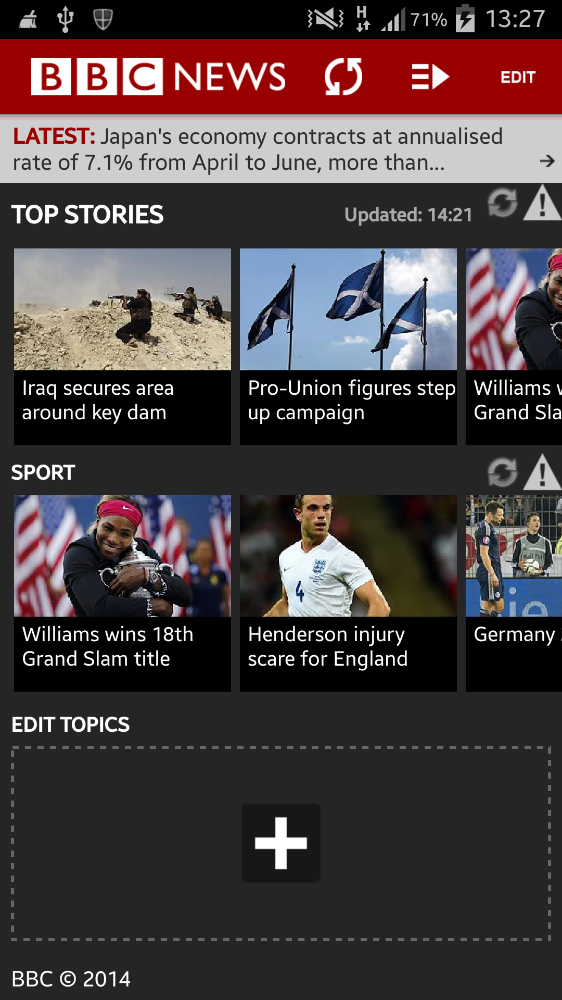 H
71%
13:27
BBC NEWS
EDIT
LATEST: Japan's economy contracts at annualised
rate of 7.1% from April to June, more than...
TOP STORIES
Updated: 14:21
Iraq secures area
around key dam
Pro-Union figures step
up campaign
Williams
Grand Sla
SPORT
4
ie
Williams wins 18th
Grand Slam title
Henderson injury
scare for England
Germany
EDIT TOPICS
BBC © 2014